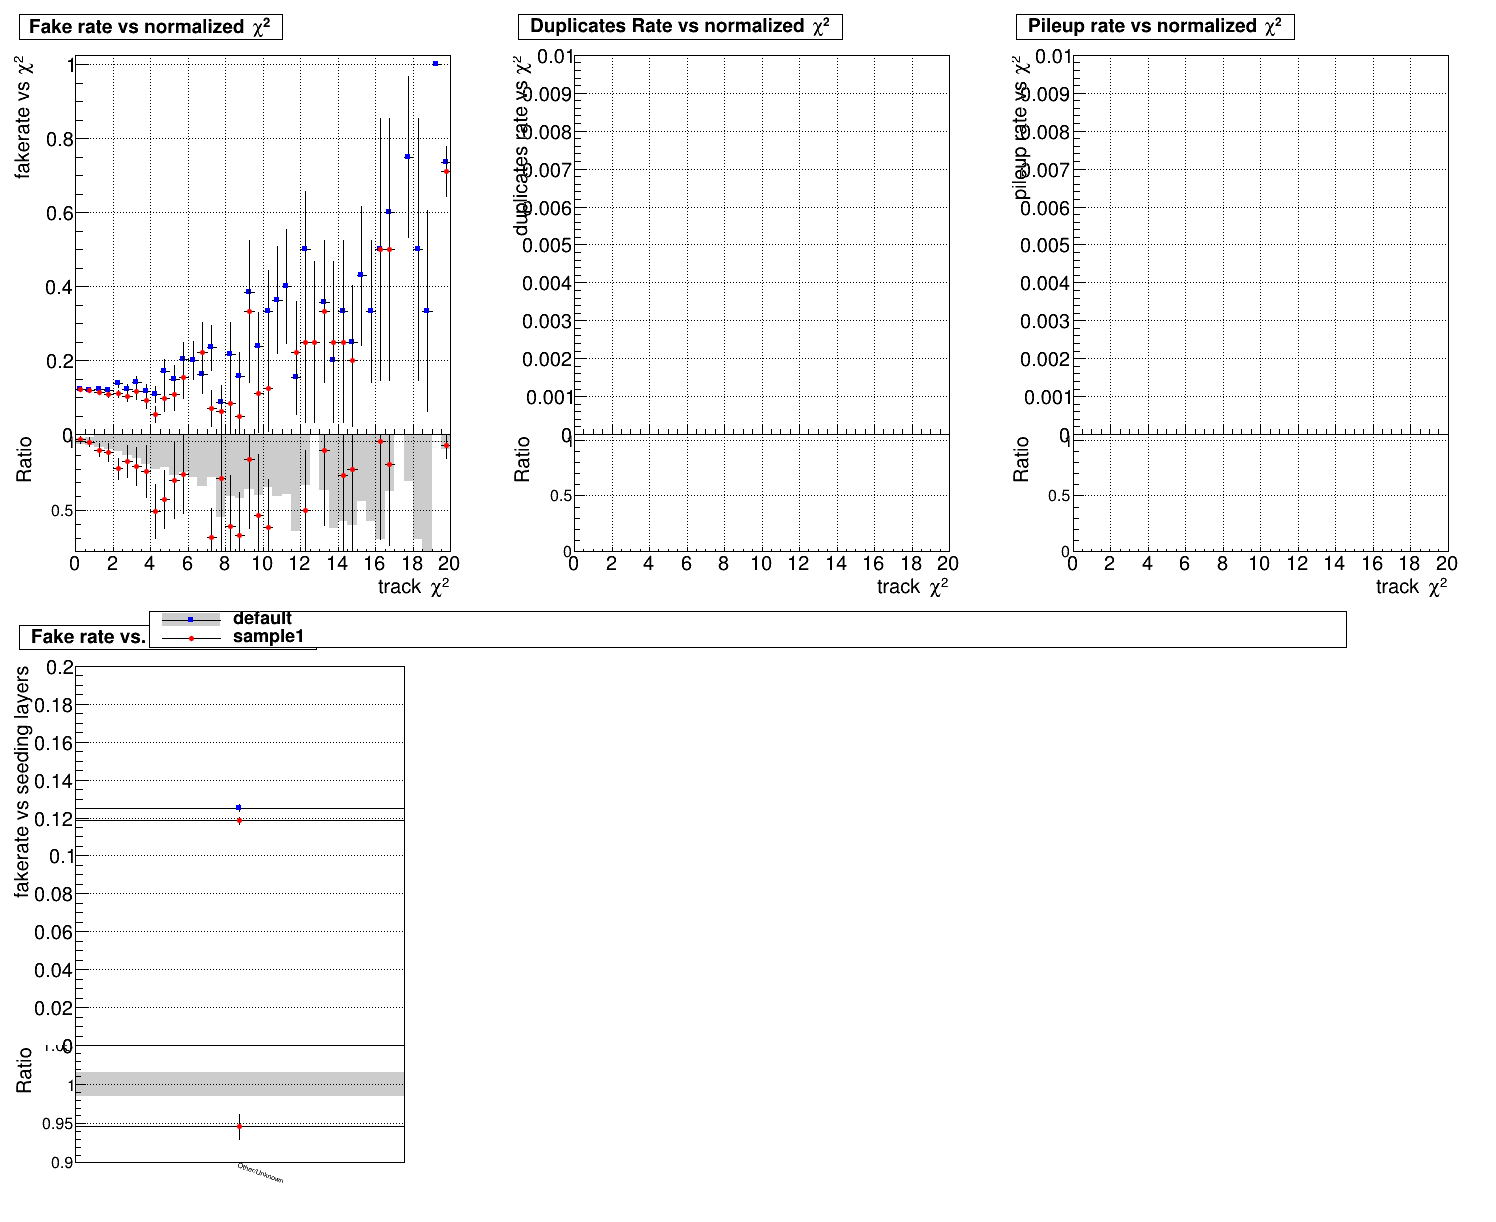 Fake rate vs normalized χ²
fakerate vs χ²
1
0.8
0.6
0.4
0.2
0
Ratio
1
0.5
0 2 4 6 8 10 12 14 16 18 20
track χ²
Duplicates Rate vs normalized χ²
duplicates rate vs χ²
0.01
0.009
0.008
0.007
0.006
0.005
0.004
0.003
0.002
0.001
0
Ratio
1
0.5
0
0 2 4 6 8 10 12 14 16 18 20
track χ²
Pileup rate vs normalized χ²
pileup rate vs χ²
0.01
0.009
0.008
0.007
0.006
0.005
0.004
0.003
0.002
0.001
0
Ratio
1
0.5
0
0 2 4 6 8 10 12 14 16 18 20
track χ²
default
sample1
Fake rate vs.
fakerate vs seeding layers
0.2
0.18
0.16
0.14
0.12
0.1
0.08
0.06
0.04
0.02
0
Ratio
1
0.95
0.9
Other/Unknown